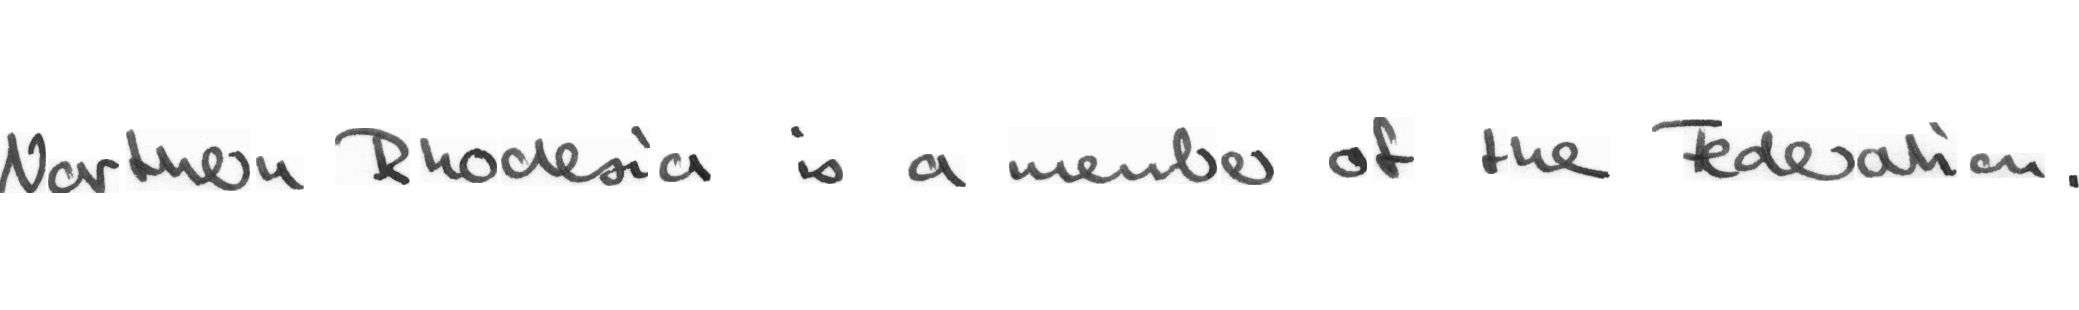 Northern Rhodesia is a member of the Federation.